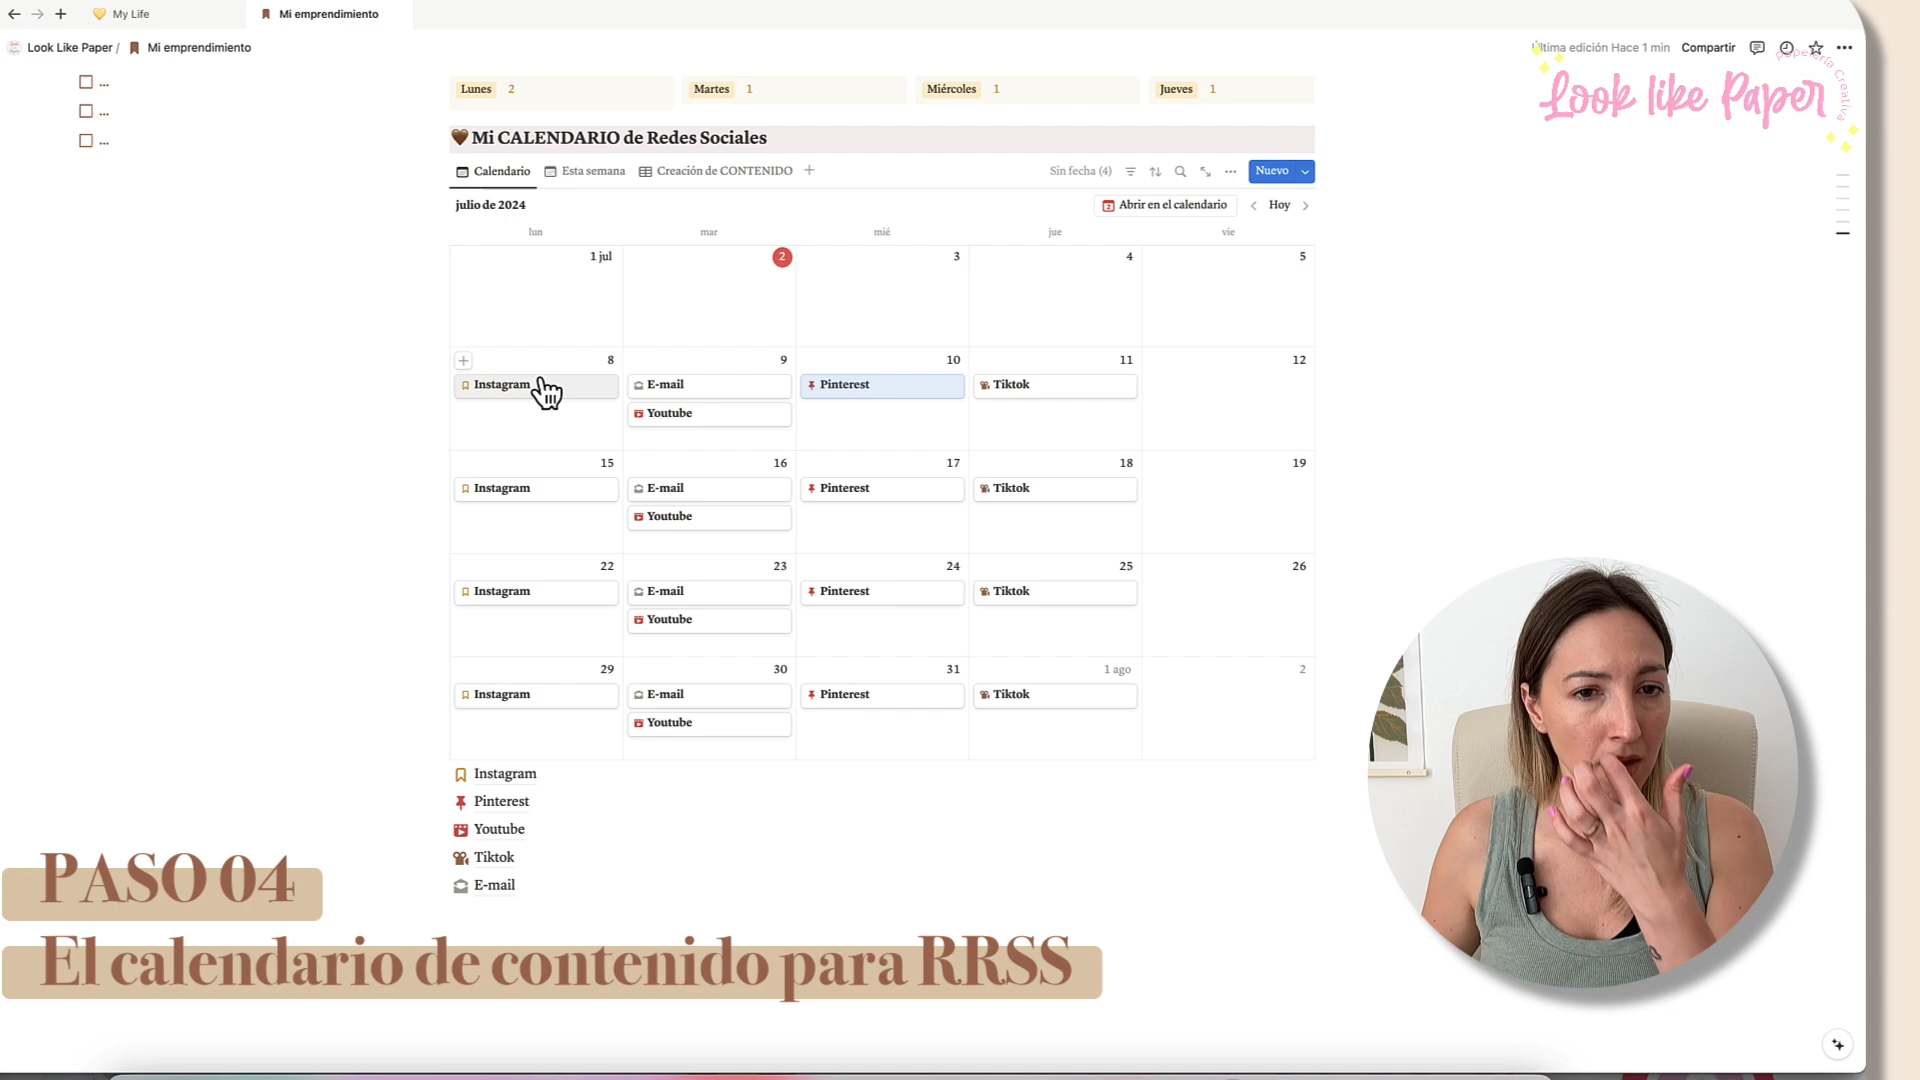 My Life
Mi emprendimiento
Look Like Paper / Mi emprendimiento
Última edición Hace 1 min
Compartir
Look like Paper
Papelería Creativa
...
...
...
Lunes 2
Martes 1
Miércoles 1
Jueves 1
Mi CALENDARIO de Redes Sociales
Calendario
Esta semana
Creación de CONTENIDO
Sin fecha (4)
Nuevo
julio de 2024
Abrir en el calendario
Hoy
lun mar mié jue vie
1 jul 2 3 4 5
8 9 10 11 12
Instagram E-mail Pinterest Tiktok
Youtube
15 16 17 18 19
Instagram E-mail Pinterest Tiktok
Youtube
22 23 24 25 26
Instagram E-mail Pinterest Tiktok
Youtube
29 30 31 1 ago 2
Instagram E-mail Pinterest Tiktok
Youtube
Instagram
Pinterest
Youtube
Tiktok
E-mail
PASO 04
El calendario de contenido para RRSS